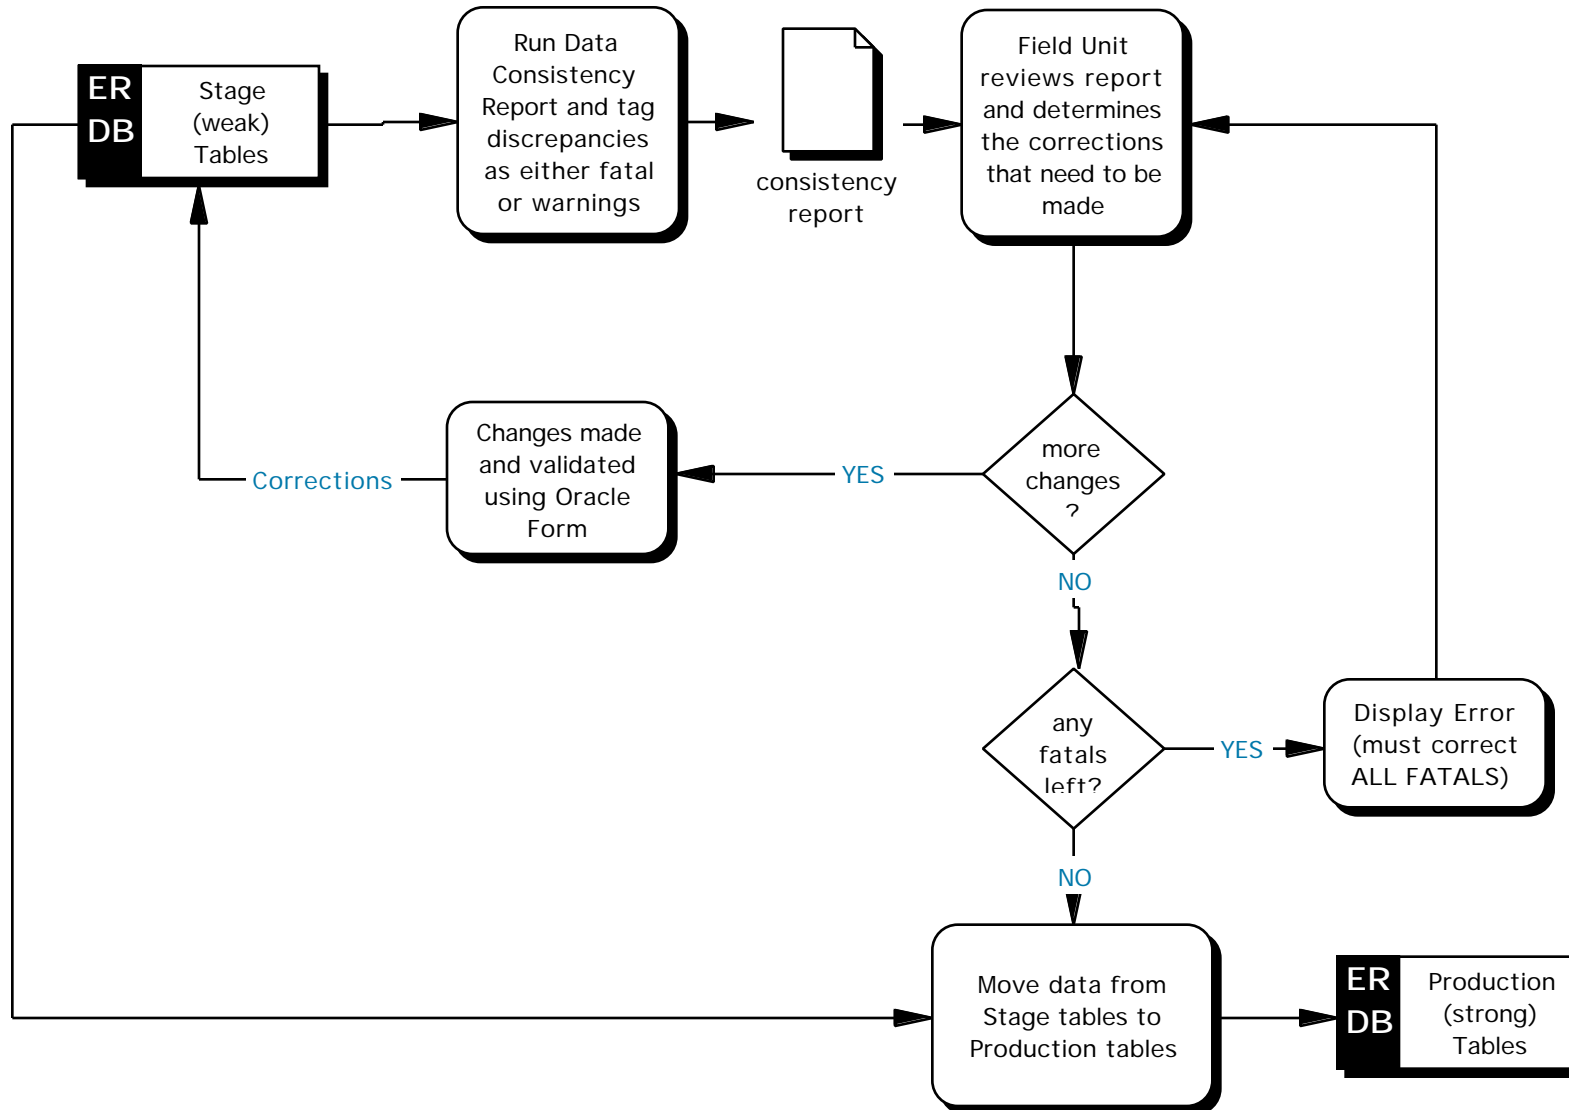 ER
DB
Stage
(weak)
Tables
Run Data
Consistency
Report and tag
discrepancies
as either fatal
or warnings
consistency
report
Field Unit
reviews report
and determines
the corrections
that need to be
made
Corrections
Changes made
and validated
using Oracle
Form
YES
more
changes
?
NO
any
fatals
left?
YES
Display Error
(must correct
ALL FATALS)
NO
Move data from
Stage tables to
Production tables
ER
DB
Production
(strong)
Tables